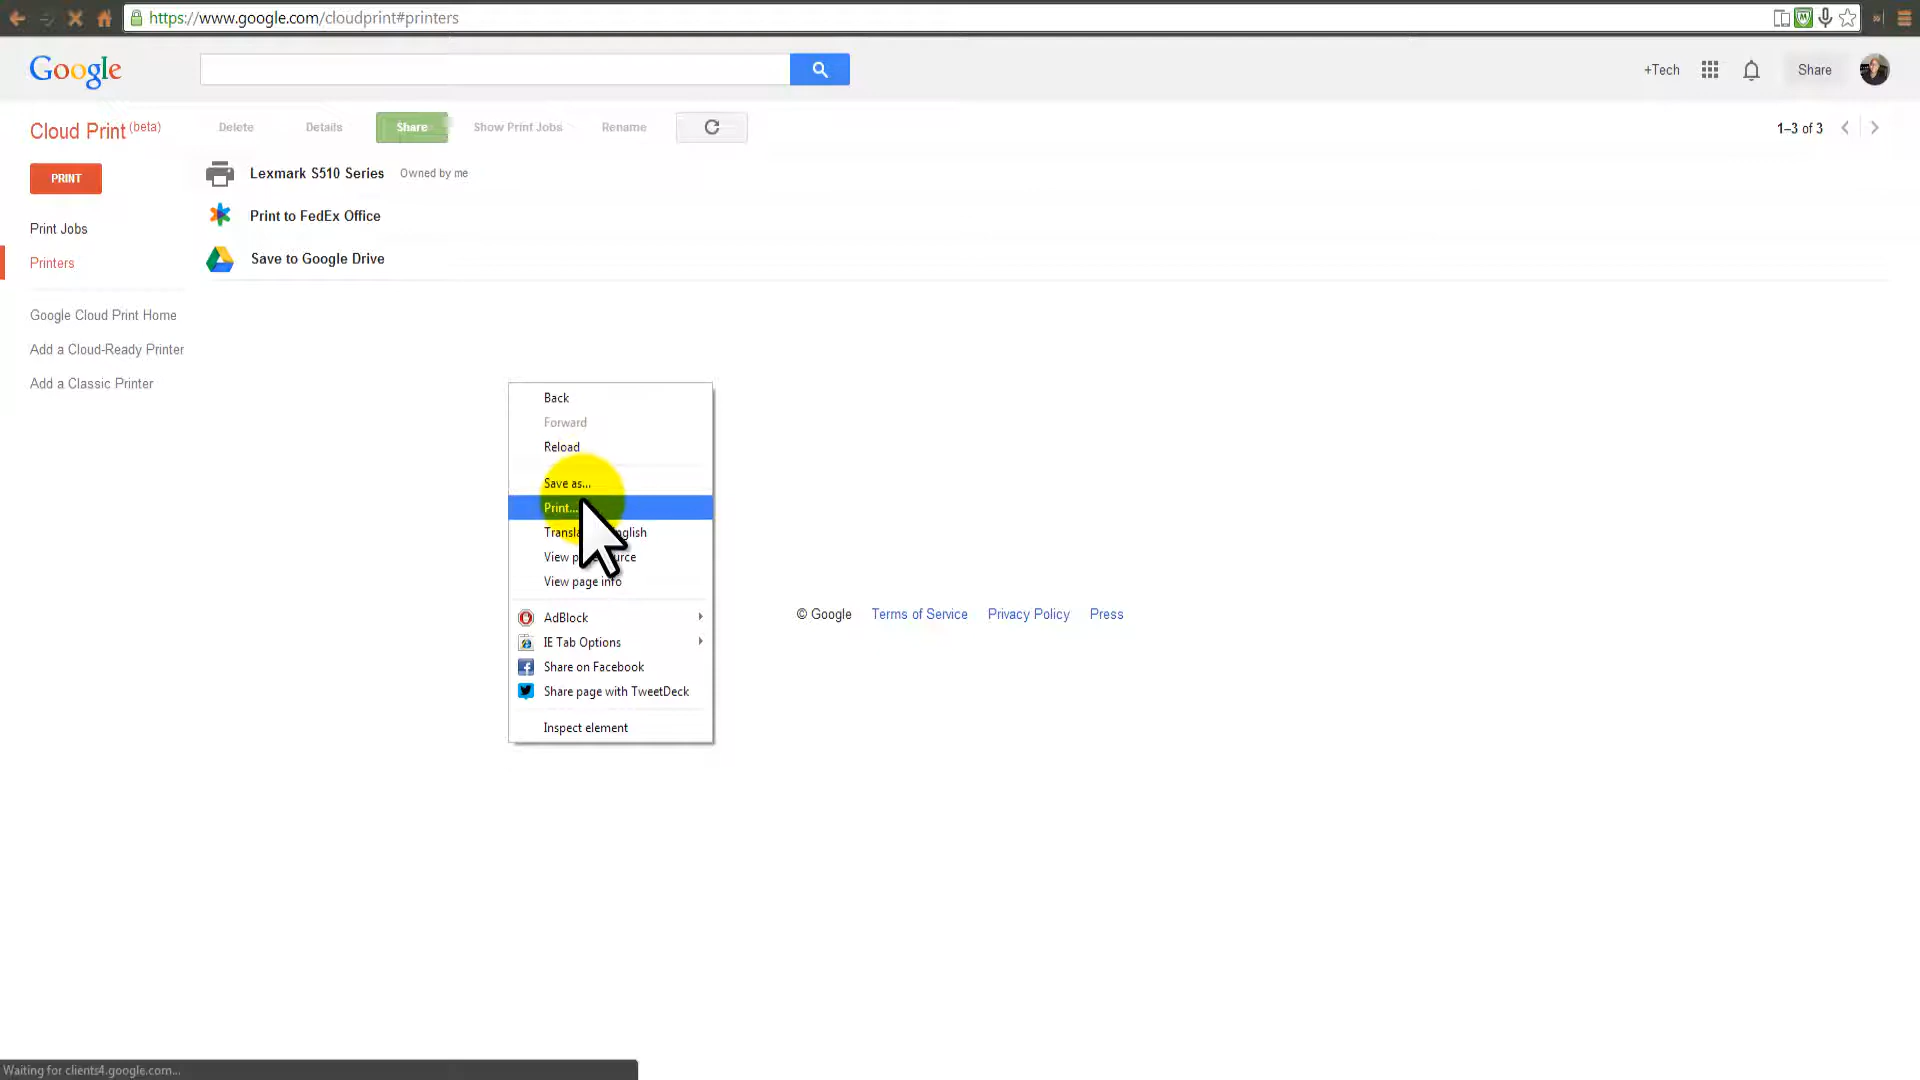 https://www.google.com/cloudprint#printers
Google
+Tech
Share
Cloud Print (beta)
Delete
Details
Share
Show Print Jobs
Rename
1–3 of 3
PRINT
Lexmark S510 Series Owned by me
Print to FedEx Office
Save to Google Drive
Print Jobs
Printers
Google Cloud Print Home
Add a Cloud-Ready Printer
Add a Classic Printer
Back
Forward
Reload
Save as...
Print...
View page info
AdBlock
IE Tab Options
Share on Facebook
Share page with TweetDeck
Inspect element
© Google Terms of Service Privacy Policy Press
Waiting for clients4.google.com...